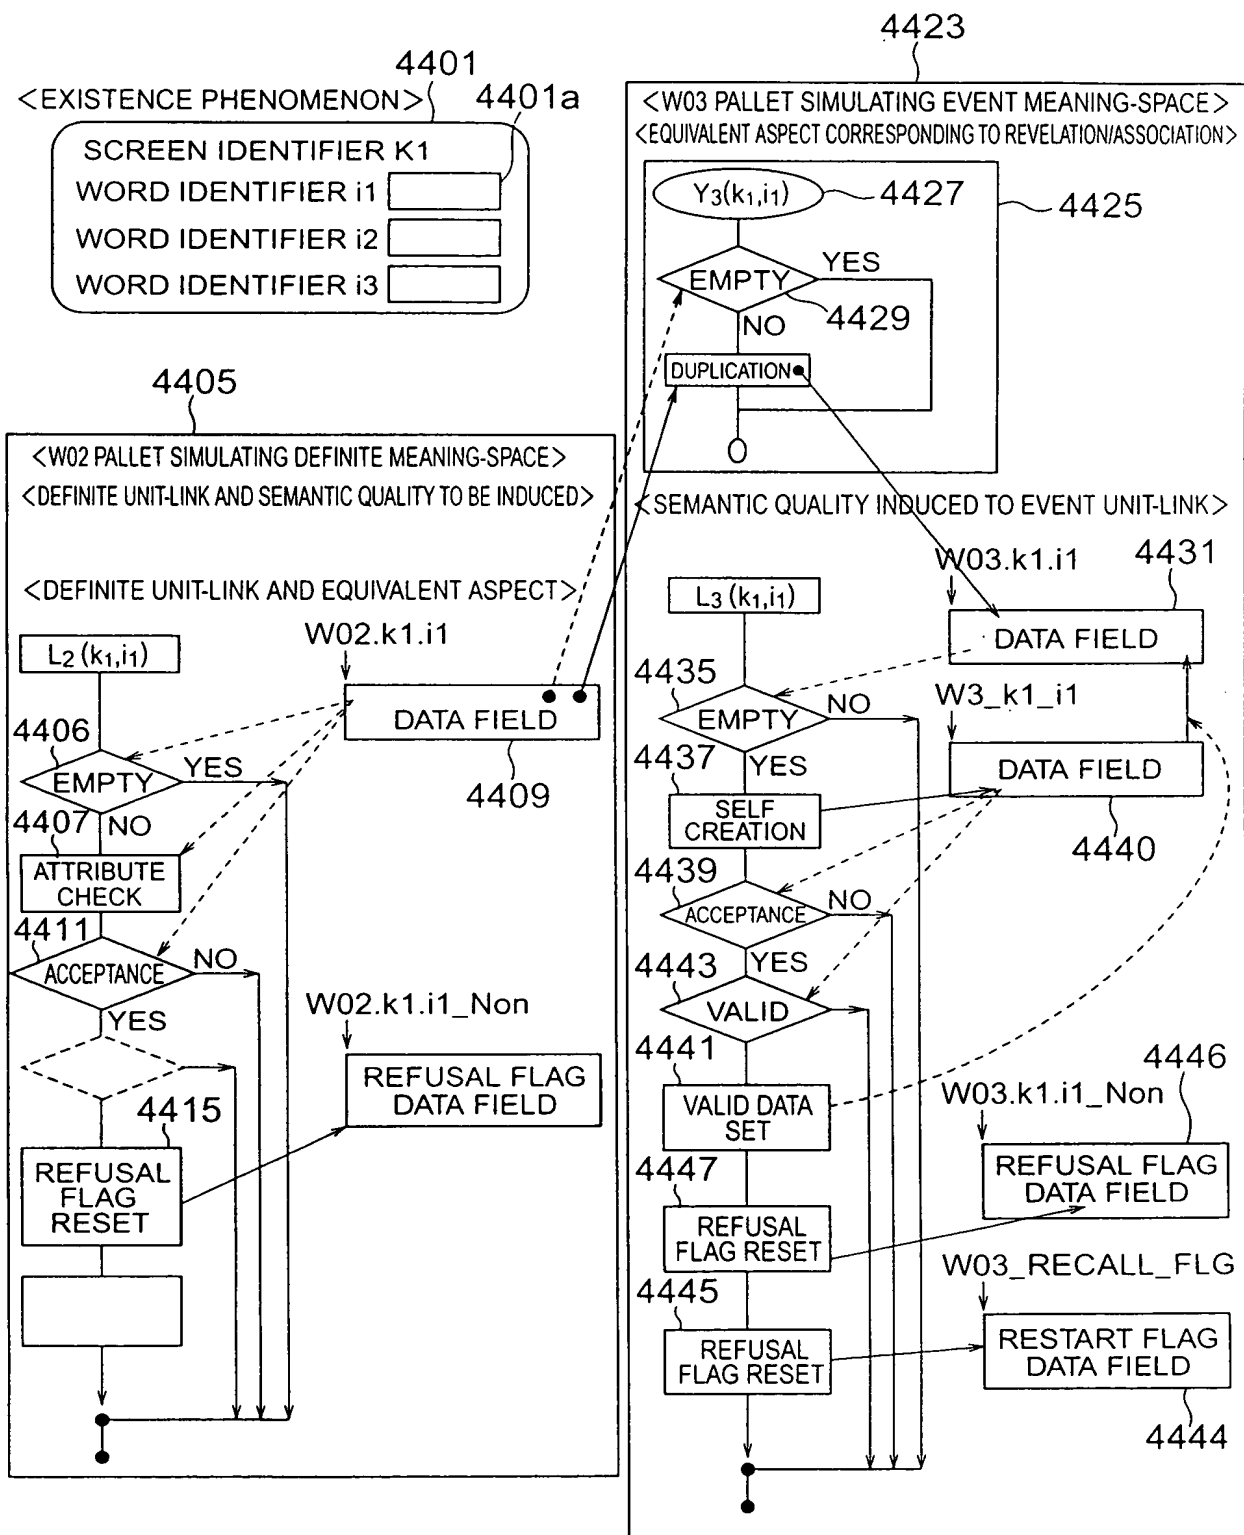 4423
4401
<EXISTENCE PHENOMENON>
4401a
SCREEN IDENTIFIER K1
WORD IDENTIFIER i1
WORD IDENTIFIER i2
WORD IDENTIFIER i3
<W03 PALLET SIMULATING EVENT MEANING-SPACE>
<EQUIVALENT ASPECT CORRESPONDING TO REVELATION/ASSOCIATION>
Y3(k1,i1)
4427
4425
EMPTY
YES
4429
NO
DUPLICATION
4405
<W02 PALLET SIMULATING DEFINITE MEANING-SPACE>
<DEFINITE UNIT-LINK AND SEMANTIC QUALITY TO BE INDUCED>
<DEFINITE UNIT-LINK AND EQUIVALENT ASPECT>
W02.k1.i1
L2(k1,i1)
DATA FIELD
4409
4406
EMPTY
YES
4407
NO
ATTRIBUTE
CHECK
4411
ACCEPTANCE
NO
YES
W02.k1.i1_Non
REFUSAL FLAG
DATA FIELD
4415
REFUSAL
FLAG
RESET
<SEMANTIC QUALITY INDUCED TO EVENT UNIT-LINK>
W03.k1.i1
4431
L3(k1,i1)
DATA FIELD
4435
EMPTY
NO
W3_k1_i1
YES
DATA FIELD
4437
SELF
CREATION
4440
4439
ACCEPTANCE
NO
YES
4443
VALID
4441
VALID DATA
SET
4446
W03.k1.i1_Non
REFUSAL FLAG
DATA FIELD
4447
REFUSAL
FLAG RESET
W03_RECALL_FLG
4445
REFUSAL
FLAG RESET
RESTART FLAG
DATA FIELD
4444